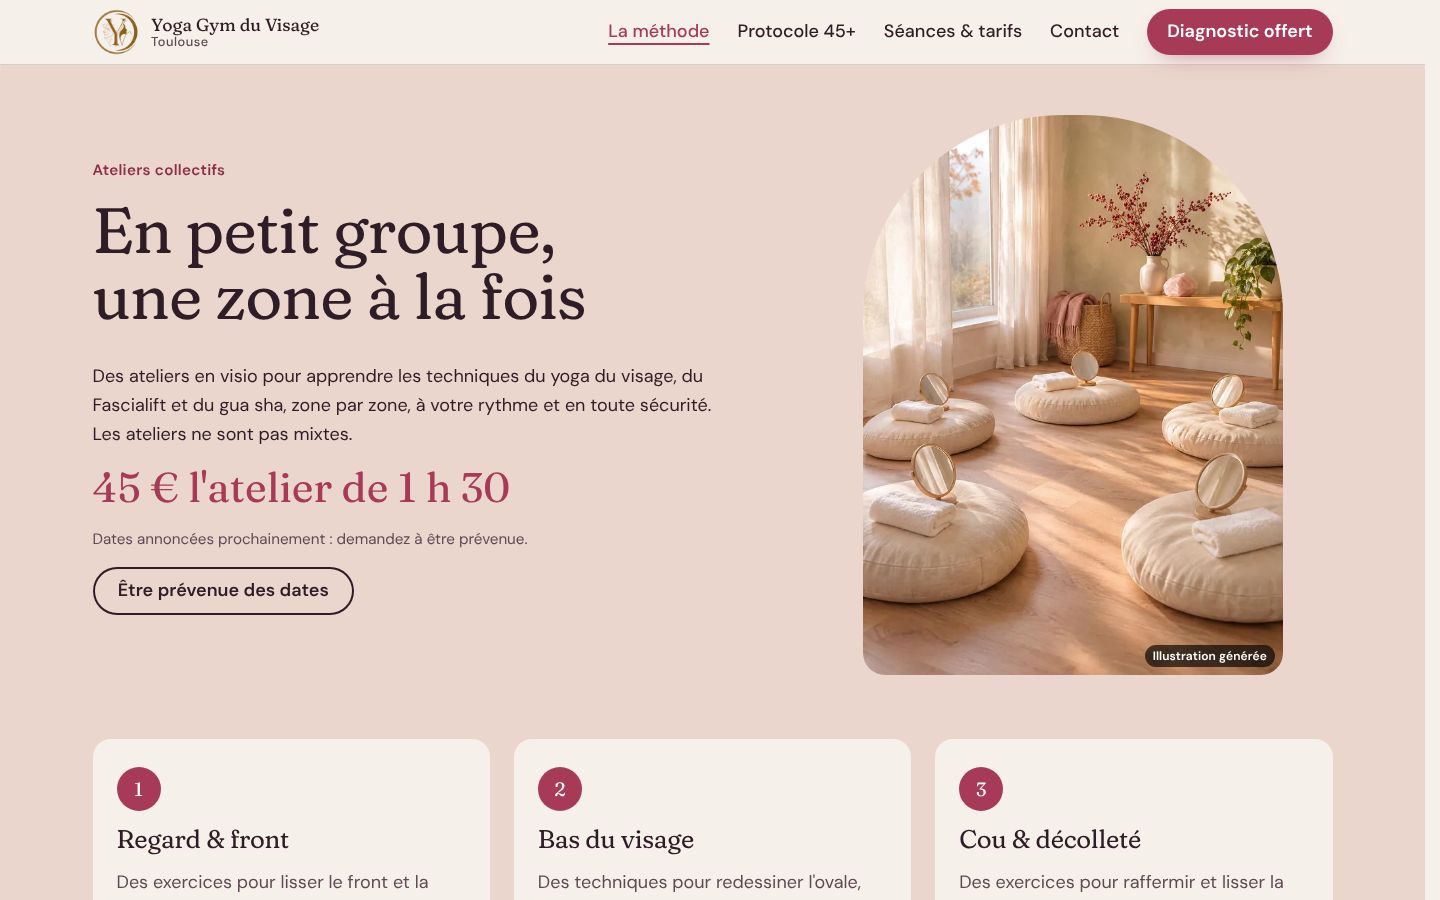 Yoga Gym du Visage
Toulouse
La méthode
Protocole 45+
Séances & tarifs
Contact
Diagnostic offert
Ateliers collectifs
En petit groupe,
une zone à la fois
Des ateliers en visio pour apprendre les techniques du yoga du visage, du
Fascialift et du gua sha, zone par zone, à votre rythme et en toute sécurité.
Les ateliers ne sont pas mixtes.
45 € l'atelier de 1 h 30
Dates annoncées prochainement : demandez à être prévenue.
Être prévenue des dates
Illustration générée
1
Regard & front
Des exercices pour lisser le front et la
2
Bas du visage
Des techniques pour redessiner l'ovale,
3
Cou & décolleté
Des exercices pour raffermir et lisser la